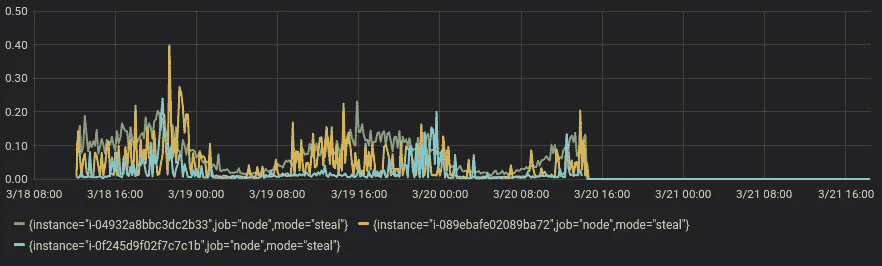 0.50
0.40
0.30
0.20
0.10
0.00
3/18 08:00 3/18 16:00 3/19 00:00 3/19 08:00 3/19 16:00 3/20 00:00 3/20 08:00 3/20 16:00 3/21 00:00 3/21 08:00 3/21 16:00
{instance="i-04932a8bbc3dc2b33",job="node",mode="steal"} {instance="i-089ebafe02089ba72",job="node",mode="steal"}
{instance="i-0f245d9f02f7c7c1b",job="node",mode="steal"}